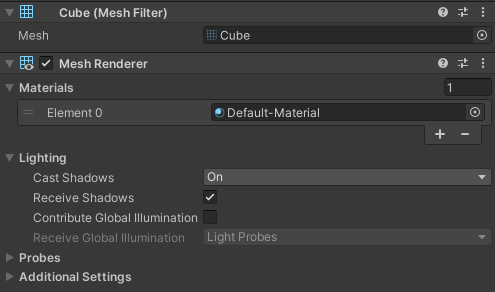 Cube (Mesh Filter)
Mesh Cube
Mesh Renderer
Materials 1
Element 0 Default-Material
+ −
Lighting
Cast Shadows On
Receive Shadows
Contribute Global Illumination
Receive Global Illumination Light Probes
Probes
Additional Settings